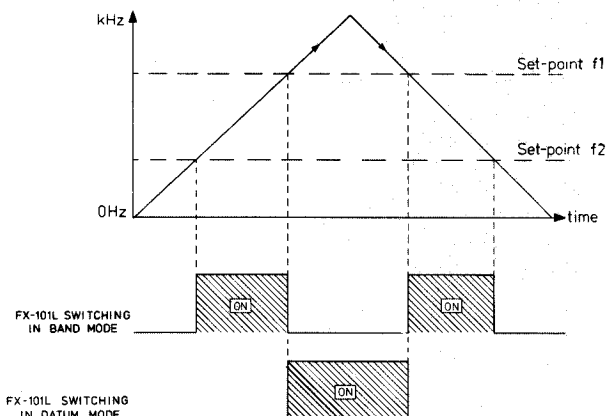 kHz
Set-point f1
Set-point f2
0Hz
time
ON
ON
FX-101L SWITCHING
IN BAND MODE
ON
FX-101L SWITCHING
IN DATUM MODE